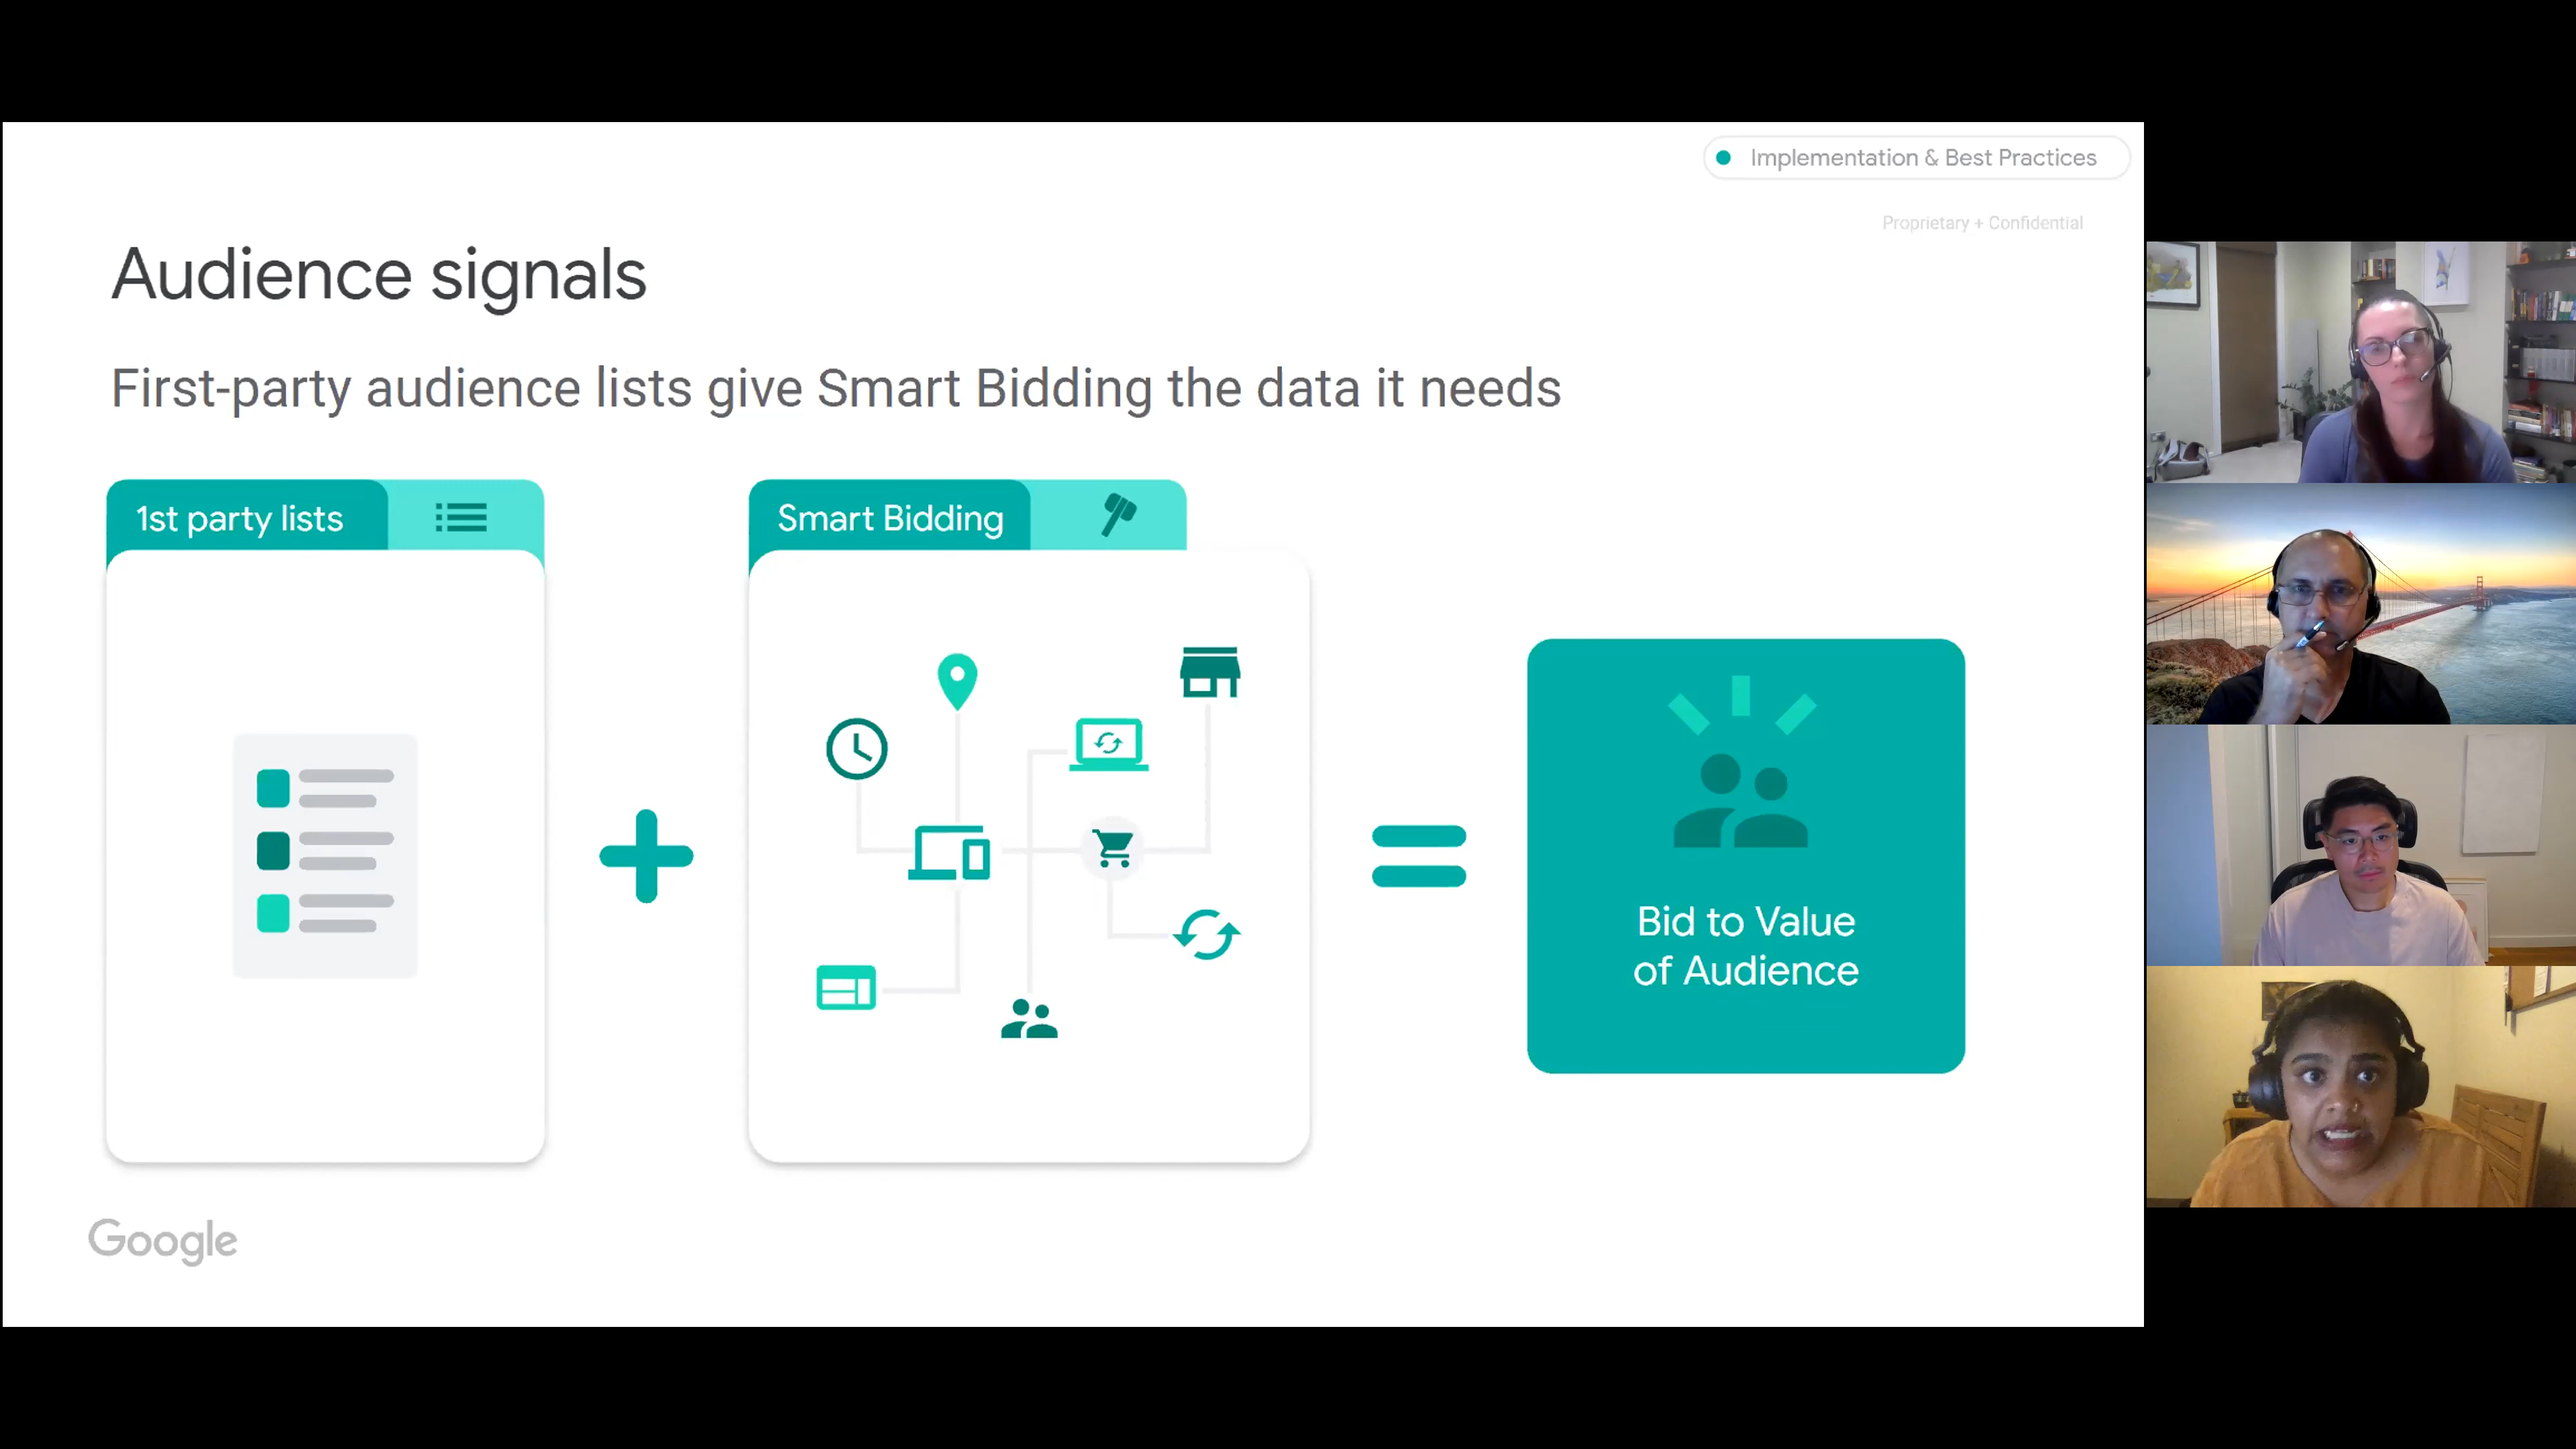 Implementation & Best Practices
Proprietary + Confidential
Audience signals
First-party audience lists give Smart Bidding the data it needs
1st party lists
Smart Bidding
Bid to Value
of Audience
Google